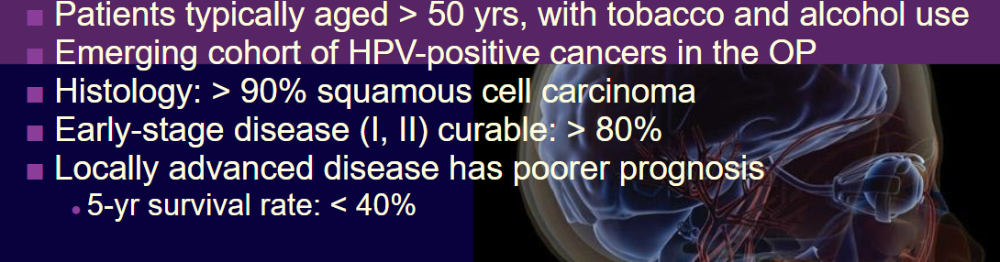 Patients typically aged > 50 yrs, with tobacco and alcohol use
Emerging cohort of HPV-positive cancers in the OP
Histology: > 90% squamous cell carcinoma
Early-stage disease (I, II) curable: > 80%
Locally advanced disease has poorer prognosis
5-yr survival rate: < 40%